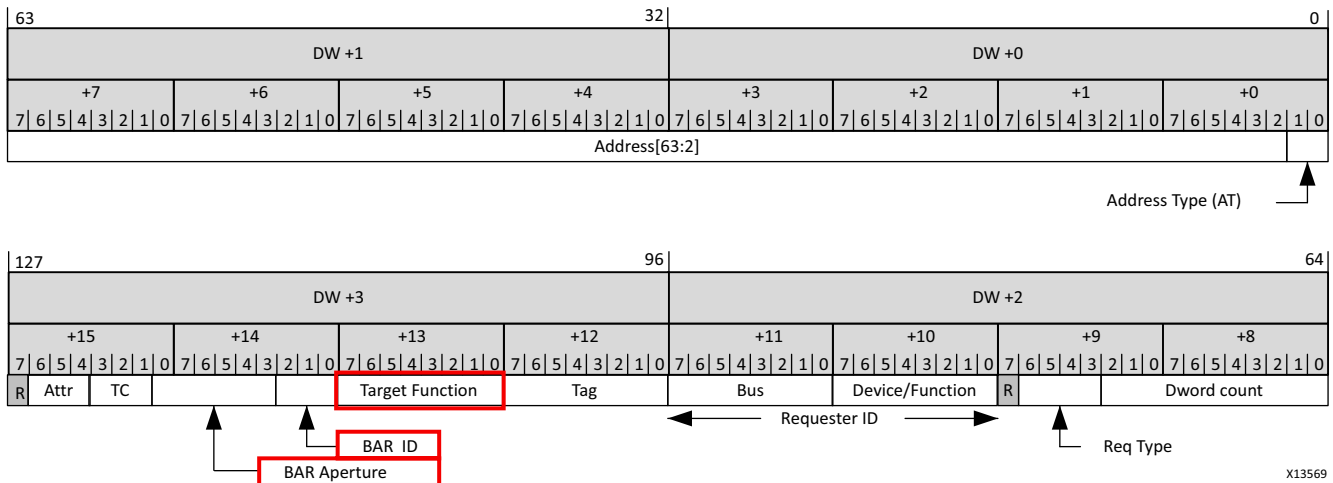 63 32 0
DW +1 DW +0
+7 +6 +5 +4 +3 +2 +1 +0
7 6 5 4 3 2 1 0 7 6 5 4 3 2 1 0 7 6 5 4 3 2 1 0 7 6 5 4 3 2 1 0 7 6 5 4 3 2 1 0 7 6 5 4 3 2 1 0 7 6 5 4 3 2 1 0 7 6 5 4 3 2 1 0
Address[63:2]
Address Type (AT)
127 96 64
DW +3 DW +2
+15 +14 +13 +12 +11 +10 +9 +8
7 6 5 4 3 2 1 0 7 6 5 4 3 2 1 0 7 6 5 4 3 2 1 0 7 6 5 4 3 2 1 0 7 6 5 4 3 2 1 0 7 6 5 4 3 2 1 0 7 6 5 4 3 2 1 0 7 6 5 4 3 2 1 0
R Attr TC Target Function Tag Bus Device/Function R Dword count
Requester ID
BAR ID Req Type
BAR Aperture
X13569